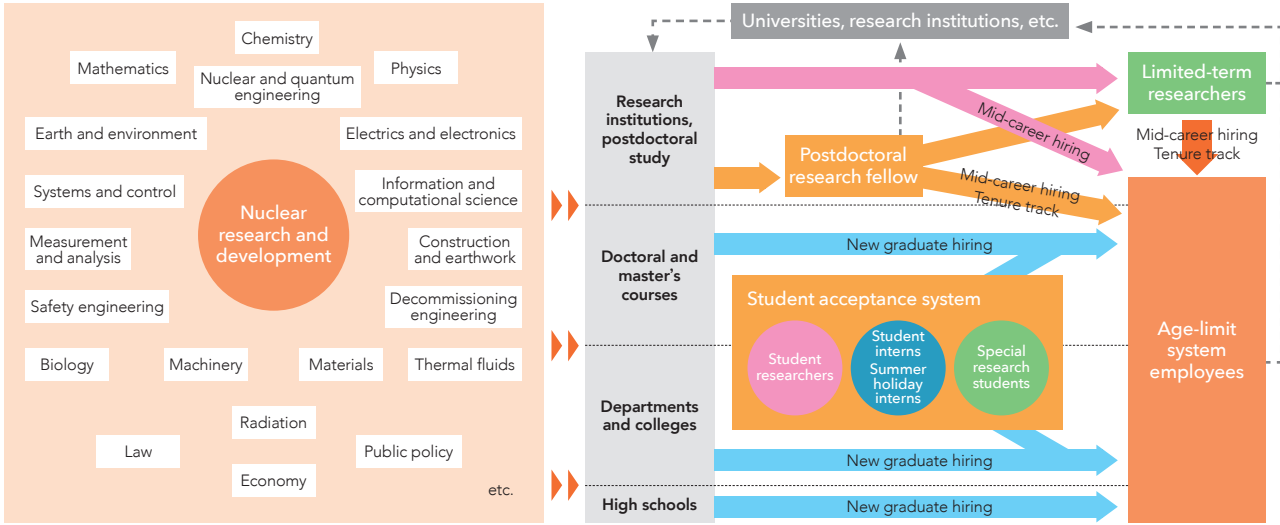 Chemistry
Mathematics
Nuclear and quantum
engineering
Physics
Earth and environment
Electrics and electronics
Systems and control
Information and
computational science
Nuclear
research and
development
Measurement
and analysis
Construction
and earthwork
Safety engineering
Decommissioning
engineering
Biology
Machinery
Materials
Thermal fluids
Radiation
Law
Public policy
Economy
etc.
Universities, research institutions, etc.
Research
institutions,
postdoctoral
study
Doctoral and
master's
courses
Departments
and colleges
High schools
Mid-career hiring
Postdoctoral
research fellow
Mid-career hiring
Tenure track
New graduate hiring
Student acceptance system
Student
researchers
Student
interns
Summer
holiday
interns
Special
research
students
New graduate hiring
New graduate hiring
Limited-term
researchers
Mid-career hiring
Tenure track
Age-limit
system
employees